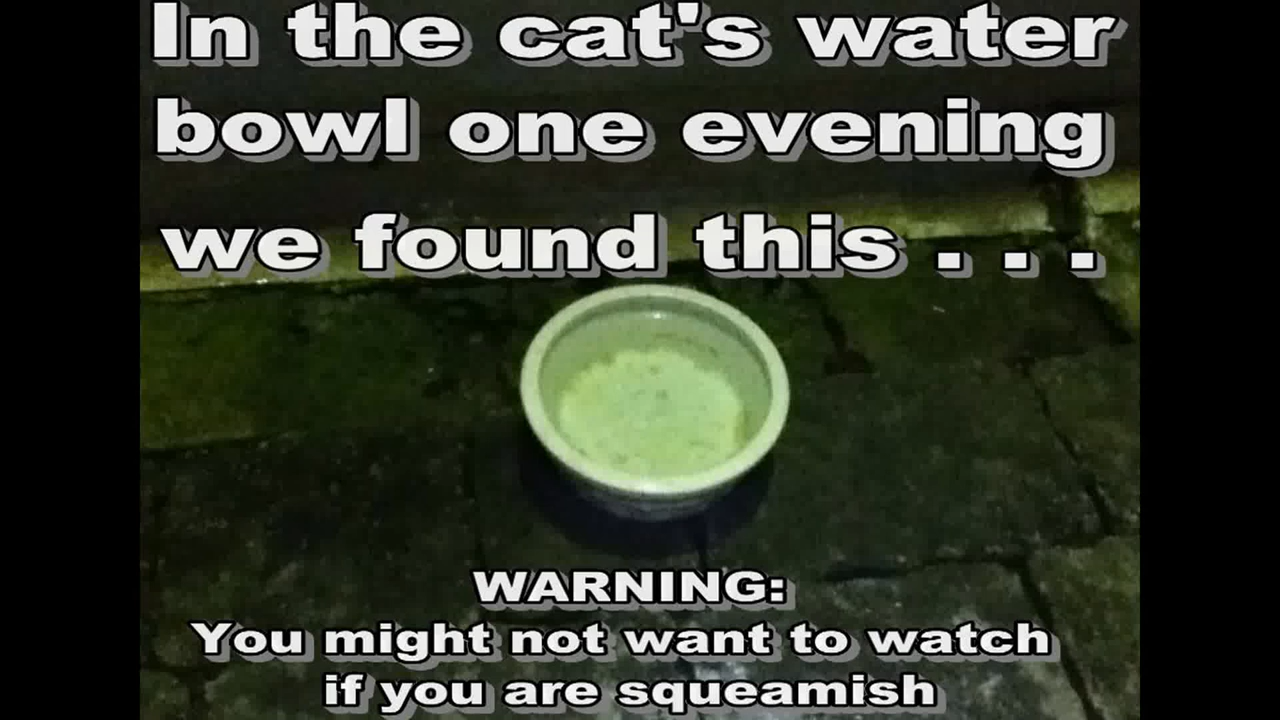 In the cat's water
bowl one evening
we found this . . .
WARNING:
You might not want to watch
if you are squeamish